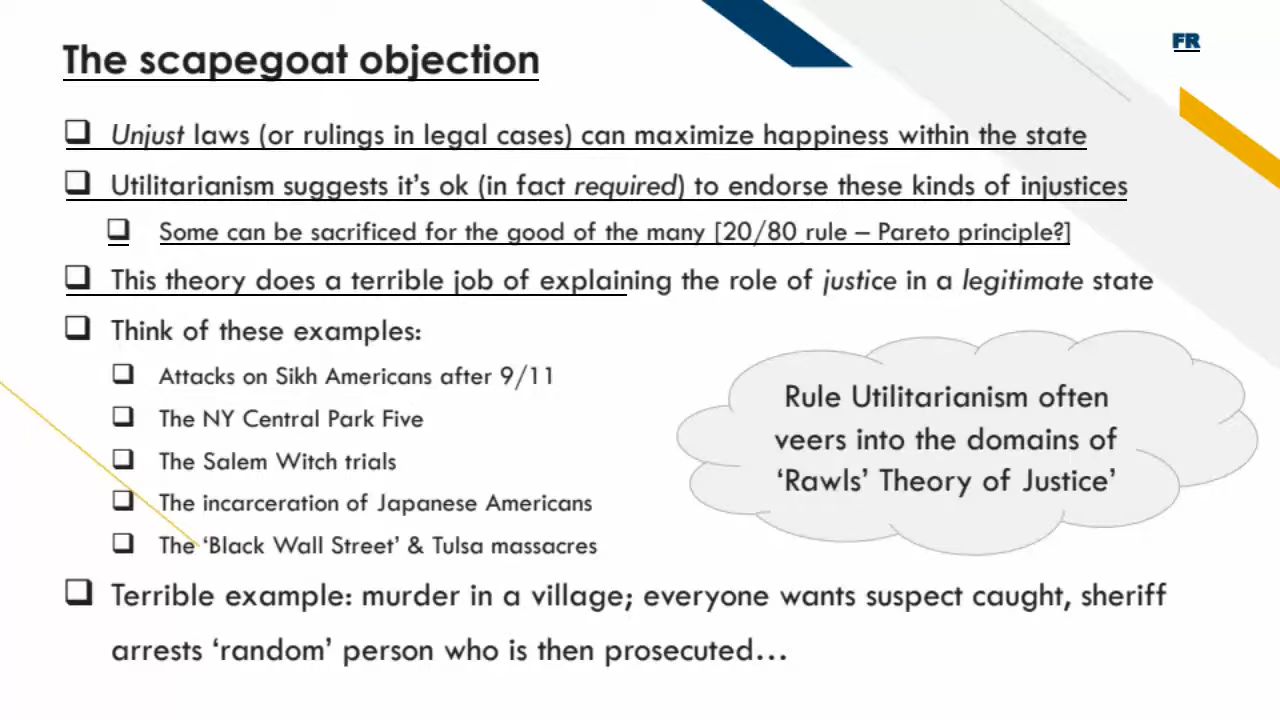 The scapegoat objection
FR
❑ Unjust laws (or rulings in legal cases) can maximize happiness within the state
❑ Utilitarianism suggests it’s ok (in fact required) to endorse these kinds of injustices
❑ Some can be sacrificed for the good of the many [20/80 rule – Pareto principle?]
❑ This theory does a terrible job of explaining the role of justice in a legitimate state
❑ Think of these examples:
❑ Attacks on Sikh Americans after 9/11
❑ The NY Central Park Five
❑ The Salem Witch trials
❑ The incarceration of Japanese Americans
❑ The ‘Black Wall Street’ & Tulsa massacres
Rule Utilitarianism often
veers into the domains of
‘Rawls’ Theory of Justice’
❑ Terrible example: murder in a village; everyone wants suspect caught, sheriff
arrests ‘random’ person who is then prosecuted…